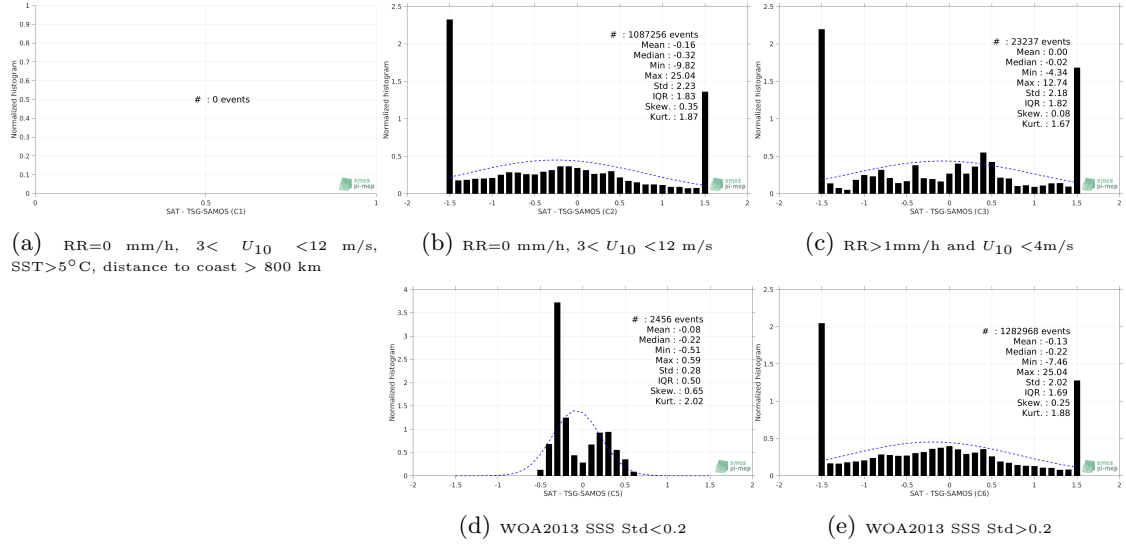 1
0.9
0.8
0.7
0.6
0.5
0.4
0.3
0.2
0.1
0
Normalized histogram
# : 0 events
smos
pi-mep
0
0.5
1
SAT - TSG-SAMOS (C1)
(a) RR=0 mm/h, 3< U10 <12 m/s,
SST>5°C, distance to coast > 800 km
2.5
2
1.5
1
0.5
0
Normalized histogram
# : 1087256 events
Mean : -0.16
Median : -0.32
Min : -9.82
Max : 25.04
Std : 2.23
IQR : 1.83
Skew. : 0.35
Kurt. : 1.87
smos
pi-mep
-2
-1.5
-1
-0.5
0
0.5
1
1.5
2
SAT - TSG-SAMOS (C2)
(b) RR=0 mm/h, 3< U10 <12 m/s
2.5
2
1.5
1
0.5
0
Normalized histogram
# : 23237 events
Mean : 0.00
Median : -0.02
Min : -4.34
Max : 12.74
Std : 2.18
IQR : 1.82
Skew. : 0.08
Kurt. : 1.67
smos
pi-mep
-2
-1.5
-1
-0.5
0
0.5
1
1.5
2
SAT - TSG-SAMOS (C3)
(c) RR>1mm/h and U10 <4m/s
4
3.5
3
2.5
2
1.5
1
0.5
0
Normalized histogram
# : 2456 events
Mean : -0.08
Median : -0.22
Min : -0.51
Max : 0.59
Std : 0.28
IQR : 0.50
Skew. : 0.65
Kurt. : 2.02
smos
pi-mep
-2
-1.5
-1
-0.5
0
0.5
1
1.5
2
SAT - TSG-SAMOS (C5)
(d) WOA2013 SSS Std<0.2
2.5
2
1.5
1
0.5
0
Normalized histogram
# : 1282968 events
Mean : -0.13
Median : -0.22
Min : -7.46
Max : 25.04
Std : 2.02
IQR : 1.69
Skew. : 0.25
Kurt. : 1.88
smos
pi-mep
-2
-1.5
-1
-0.5
0
0.5
1
1.5
2
SAT - TSG-SAMOS (C6)
(e) WOA2013 SSS Std>0.2